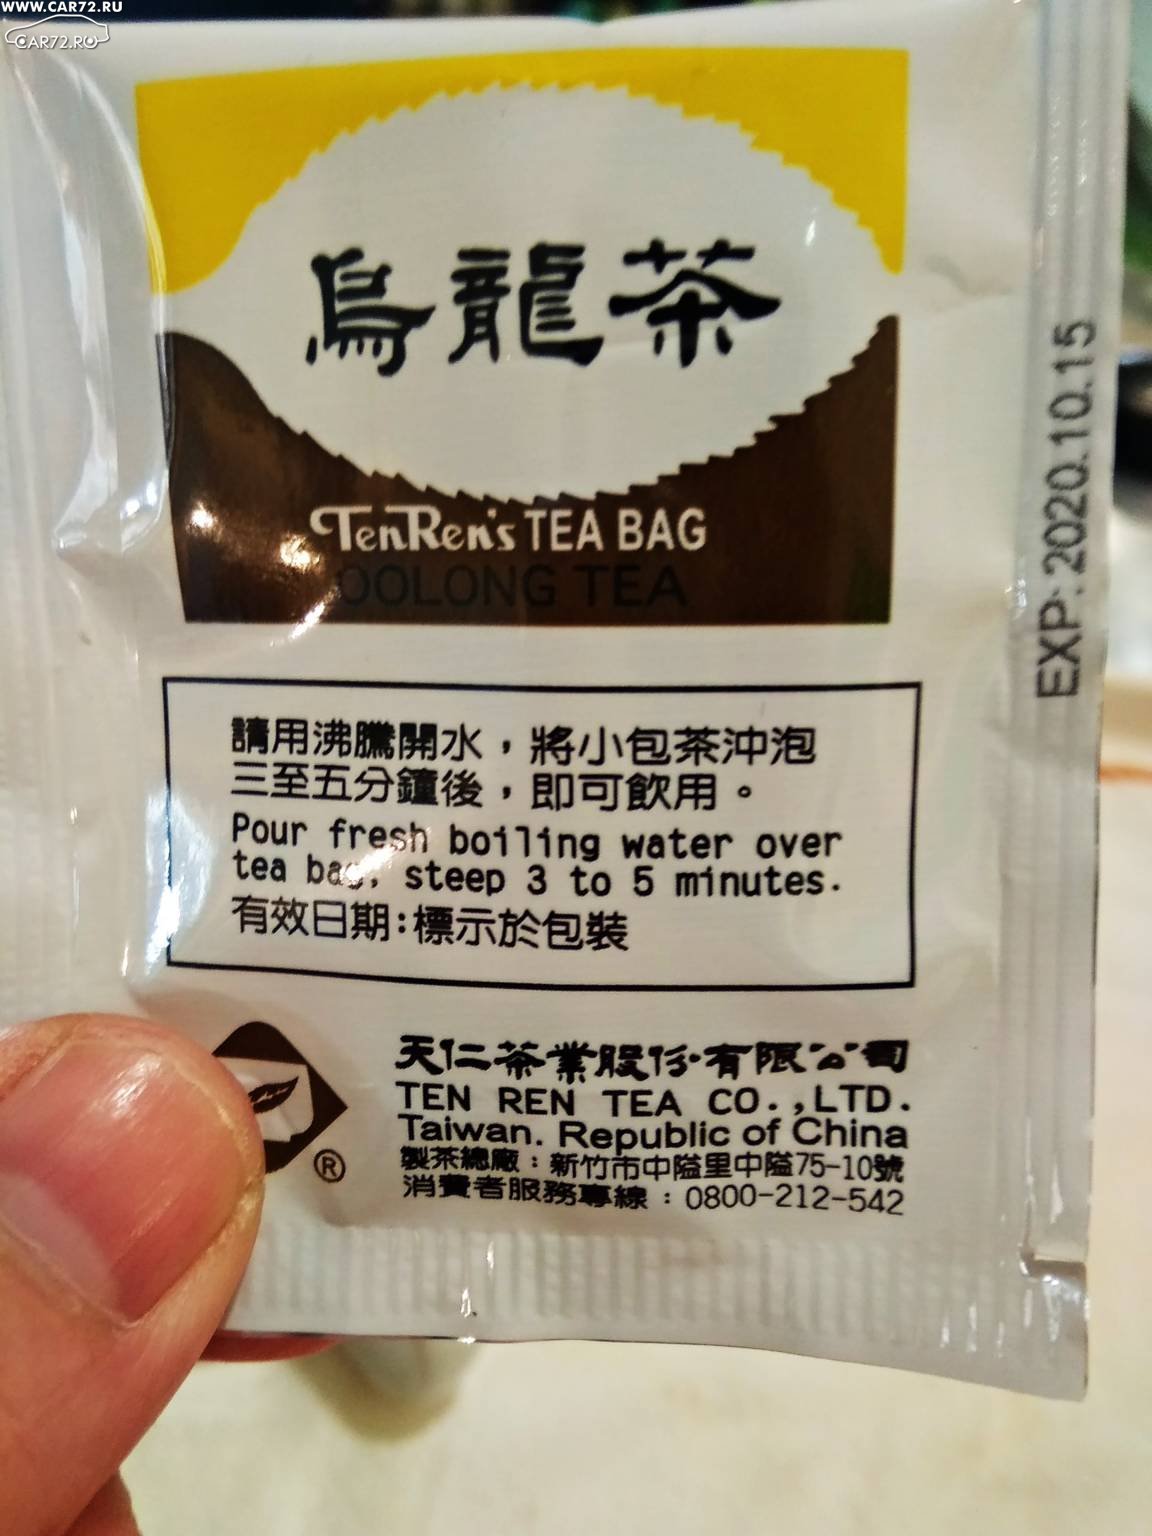 WWW.CAR72.RU
CAR72.RU
烏龍茶
TenRen's TEA BAG
OOLONG TEA
EXP:2020.10.15
請用沸騰開水，將小包茶沖泡
三至五分鐘後，即可飲用。
Pour fresh boiling water over
tea bag, steep 3 to 5 minutes.
有效日期:標示於包裝
天仁茶業股份有限公司
TEN REN TEA CO.,LTD.
Taiwan. Republic of China
製茶總廠：新竹市中隘里中隘75-10號
消費者服務專線：0800-212-542
®